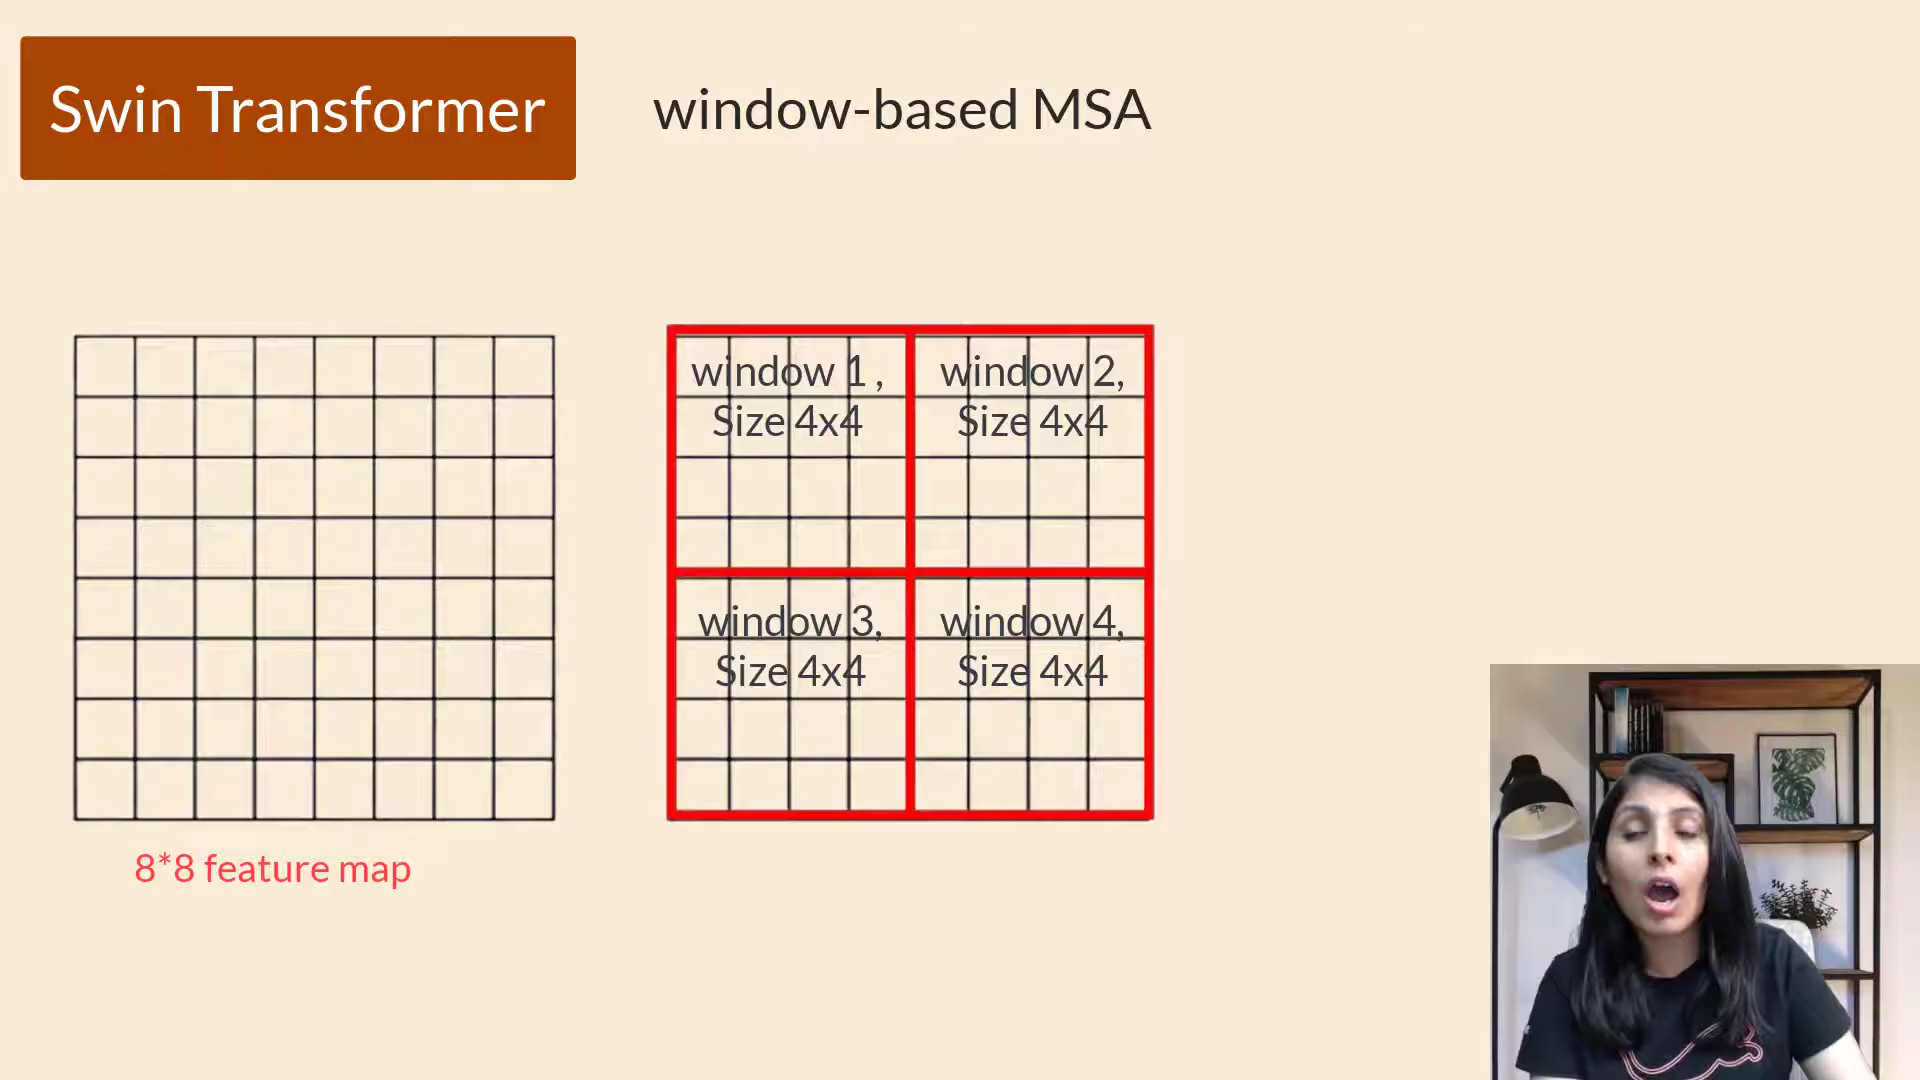 Swin Transformer
window-based MSA
window 1 ,
Size 4x4
window 2,
Size 4x4
window 3,
Size 4x4
window 4,
Size 4x4
8*8 feature map